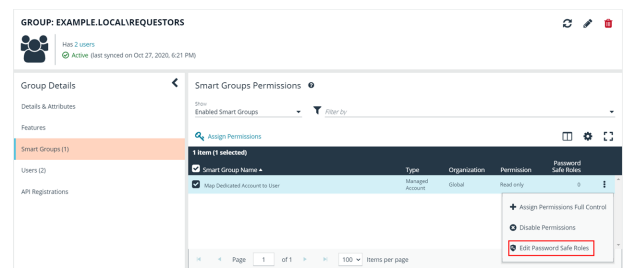 GROUP: EXAMPLE.LOCAL\REQUESTORS
Has 2 users
Active (last synced on Oct 27, 2020, 6:21 PM)
Group Details
Details & Attributes
Features
Smart Groups (1)
Users (2)
API Registrations
Smart Groups Permissions
Show
Enabled Smart Groups
Filter by
Assign Permissions
1 item (1 selected)
Smart Group Name Type Organization Permission Password Safe Roles
Map Dedicated Account to User Managed Account Global Read only 0
Assign Permissions Full Control
Disable Permissions
Edit Password Safe Roles
Page 1 of 1 100 Items per page